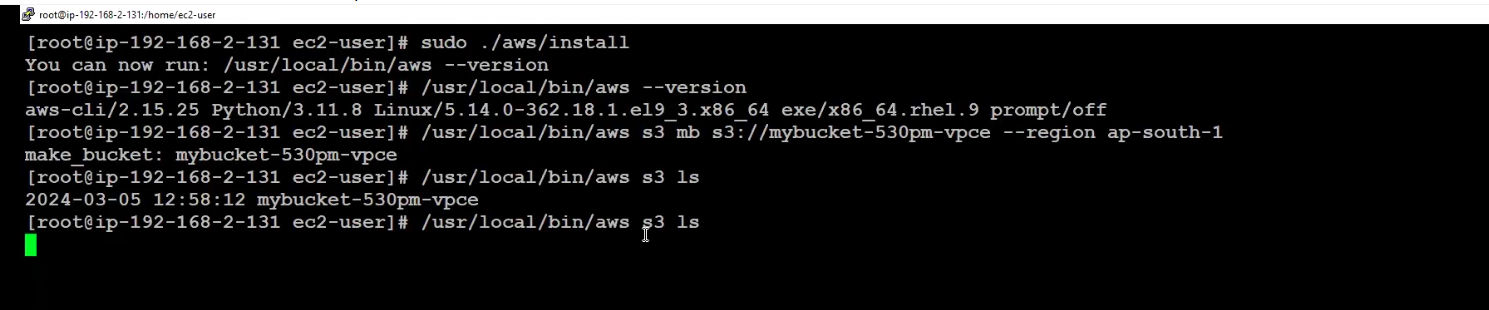 root@ip-192-168-2-131:/home/ec2-user
[root@ip-192-168-2-131 ec2-user]# sudo ./aws/install
You can now run: /usr/local/bin/aws --version
[root@ip-192-168-2-131 ec2-user]# /usr/local/bin/aws --version
aws-cli/2.15.25 Python/3.11.8 Linux/5.14.0-362.18.1.el9_3.x86_64 exe/x86_64.rhel.9 prompt/off
[root@ip-192-168-2-131 ec2-user]# /usr/local/bin/aws s3 mb s3://mybucket-530pm-vpce --region ap-south-1
make_bucket: mybucket-530pm-vpce
[root@ip-192-168-2-131 ec2-user]# /usr/local/bin/aws s3 ls
2024-03-05 12:58:12 mybucket-530pm-vpce
[root@ip-192-168-2-131 ec2-user]# /usr/local/bin/aws s3 ls